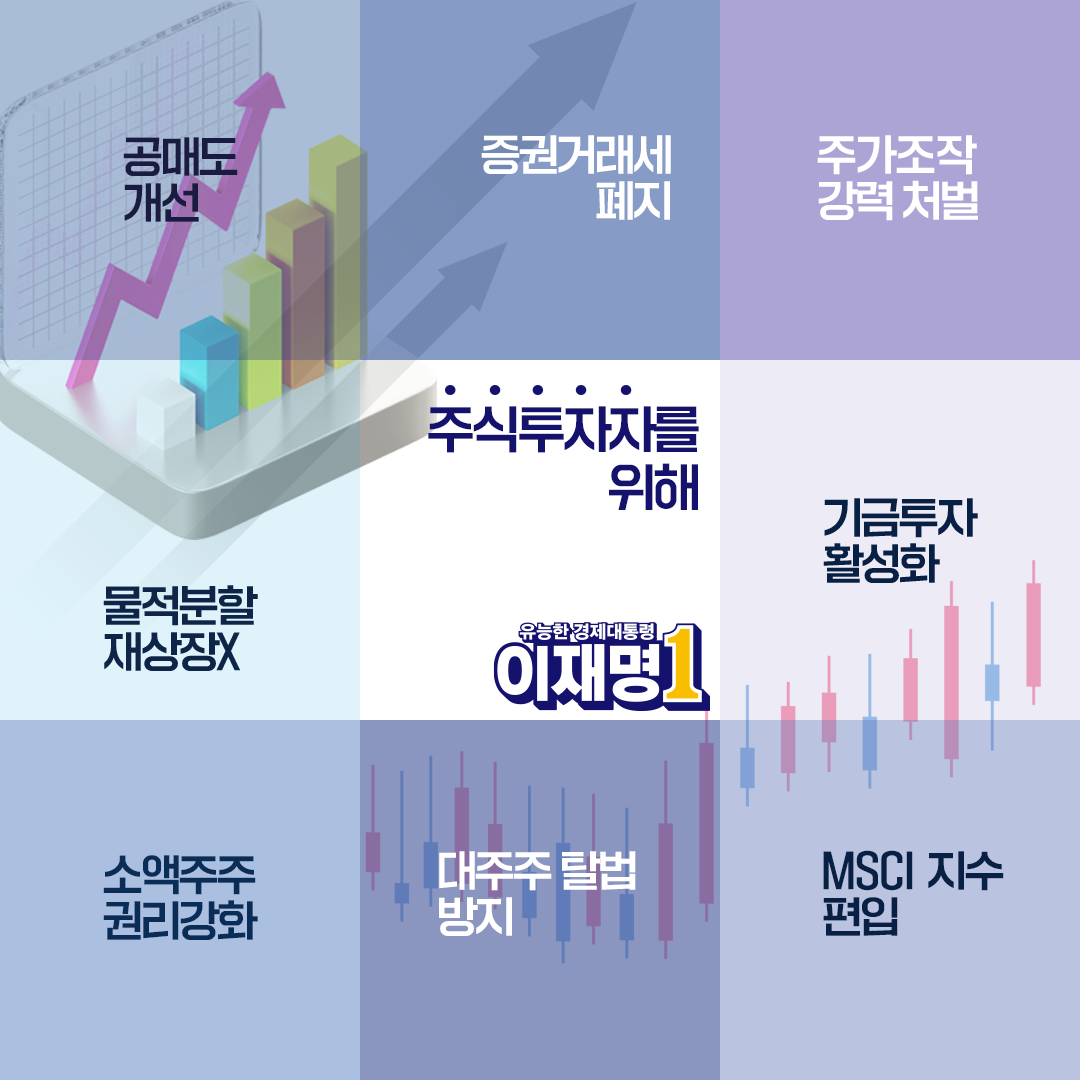 공매도
개선
증권거래세
폐지
주가조작
강력 처벌
물적분할
재상장X
주식투자자를
위해
유능한 경제대통령
이재명1
기금투자
활성화
소액주주
권리강화
대주주 탈법
방지
MSCI 지수
편입